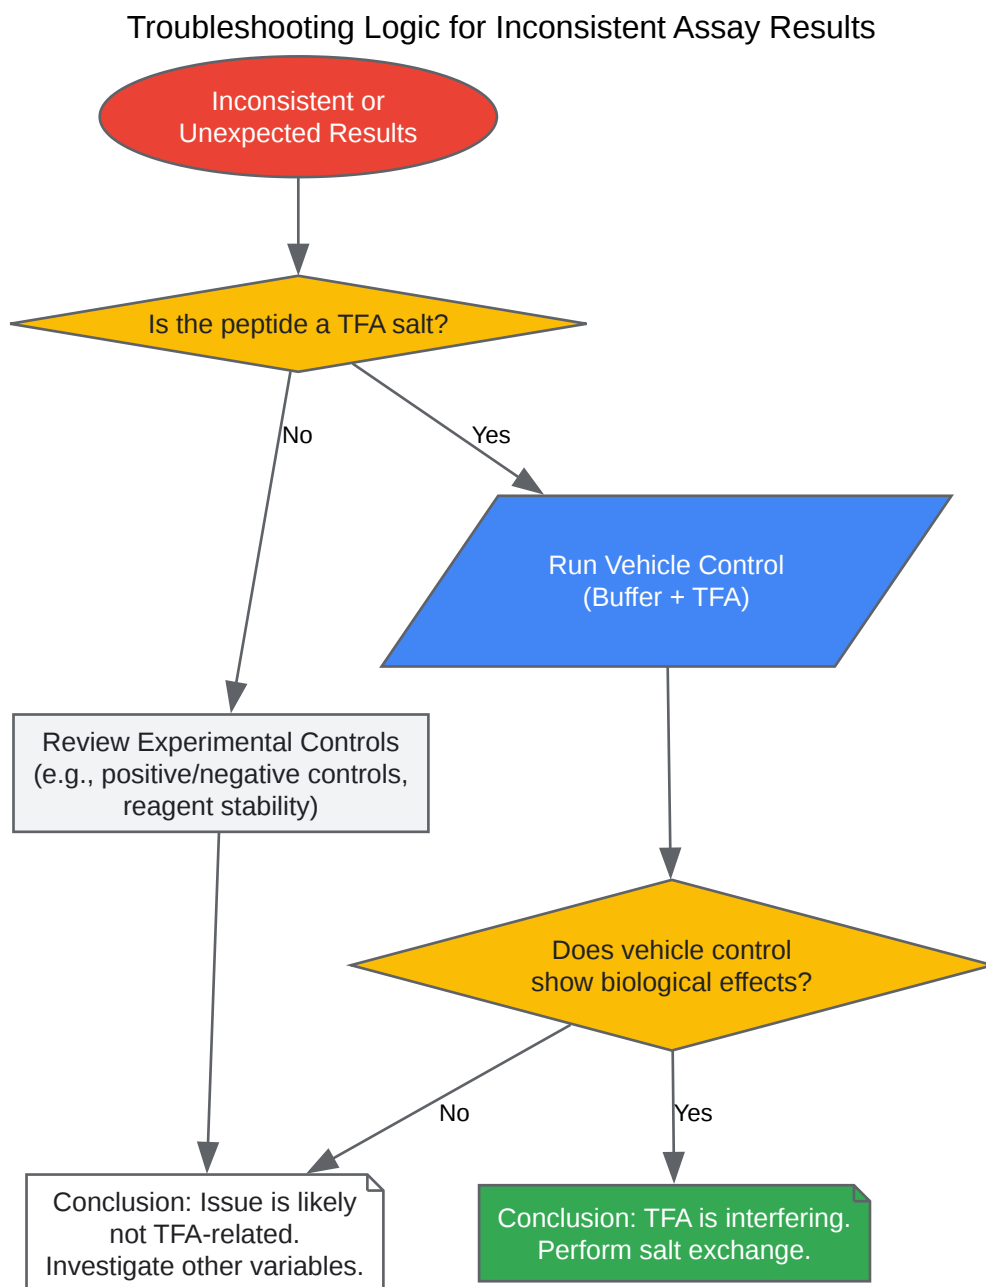 Troubleshooting Logic for Inconsistent Assay Results
Inconsistent or
Unexpected Results
Is the peptide a TFA salt?
No
Yes
Run Vehicle Control
(Buffer + TFA)
Review Experimental Controls
(e.g., positive/negative controls,
reagent stability)
Does vehicle control
show biological effects?
No
Yes
Conclusion: Issue is likely
not TFA-related.
Investigate other variables.
Conclusion: TFA is interfering.
Perform salt exchange.